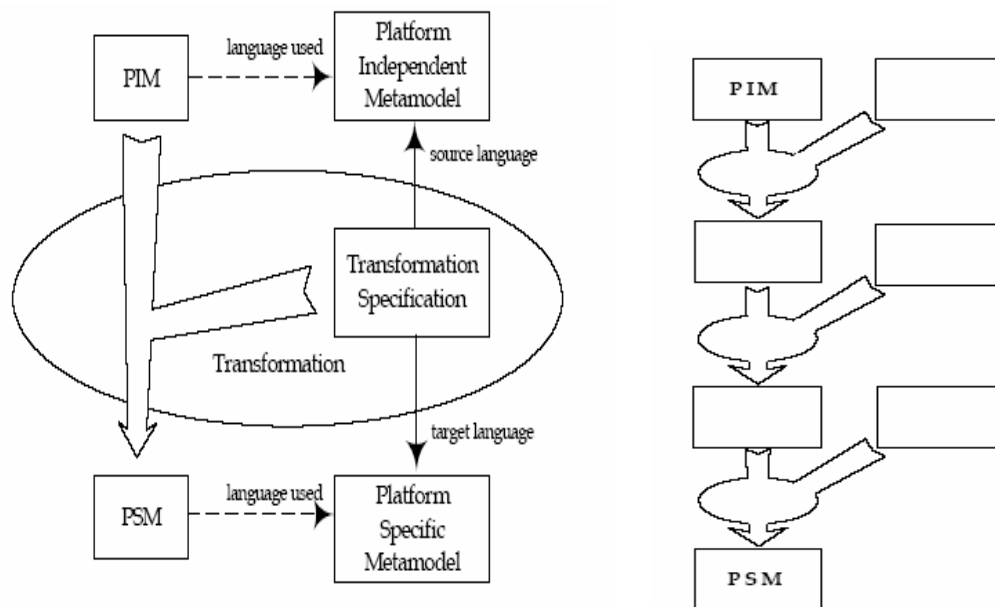 PIM
language used
Platform
Independent
Metamodel
source language
Transformation
Specification
Transformation
target language
PSM
language used
Platform
Specific
Metamodel
PIM
PSM